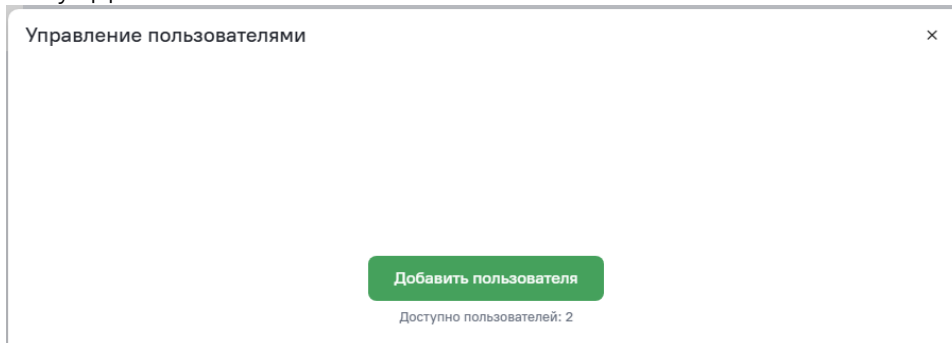 Управление пользователями
×
Добавить пользователя
Доступно пользователей: 2